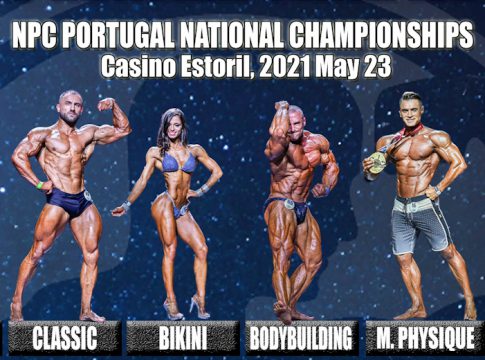 NPC PORTUGAL NATIONAL CHAMPIONSHIPS
Casino Estoril, 2021 May 23
CLASSIC
BIKINI
BODYBUILDING
M. PHYSIQUE